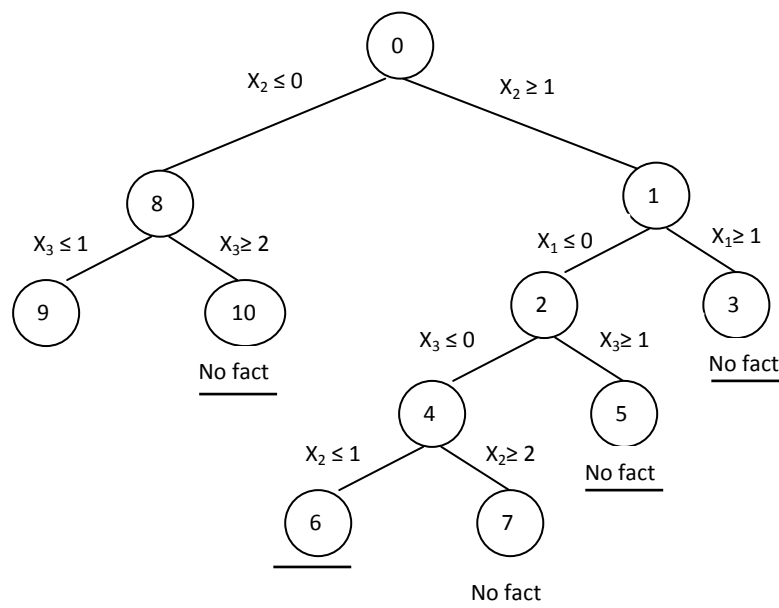 0
X₂ ≤ 0
X₂ ≥ 1
8
1
X₃ ≤ 1
X₃≥ 2
X₁ ≤ 0
X₁≥ 1
9
10
2
3
No fact
X₃ ≤ 0
X₃≥ 1
No fact
4
5
X₂ ≤ 1
X₂≥ 2
No fact
6
7
No fact